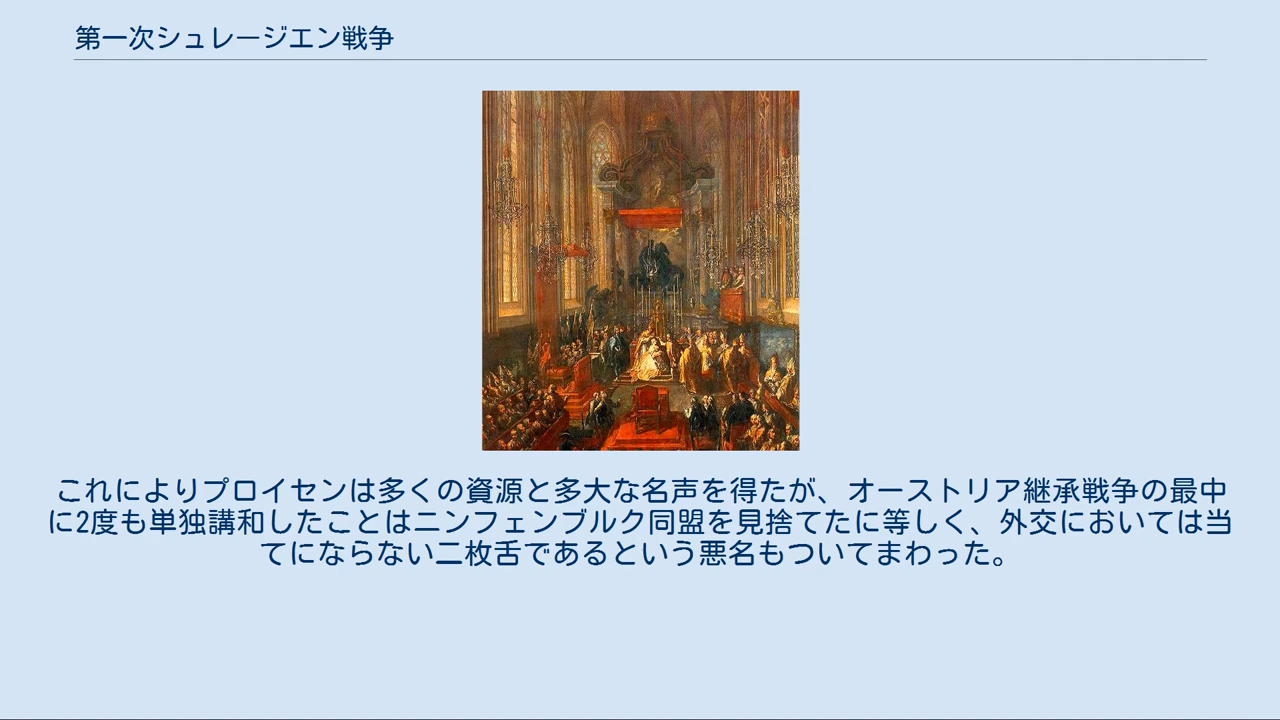 第一次シュレージエン戦争
これによりプロイセンは多くの資源と多大な名声を得たが、オーストリア継承戦争の最中
に2度も単独講和したことはニンフェンブルク同盟を見捨てたに等しく、外交においては当
てにならない二枚舌であるという悪名もついてまわった。